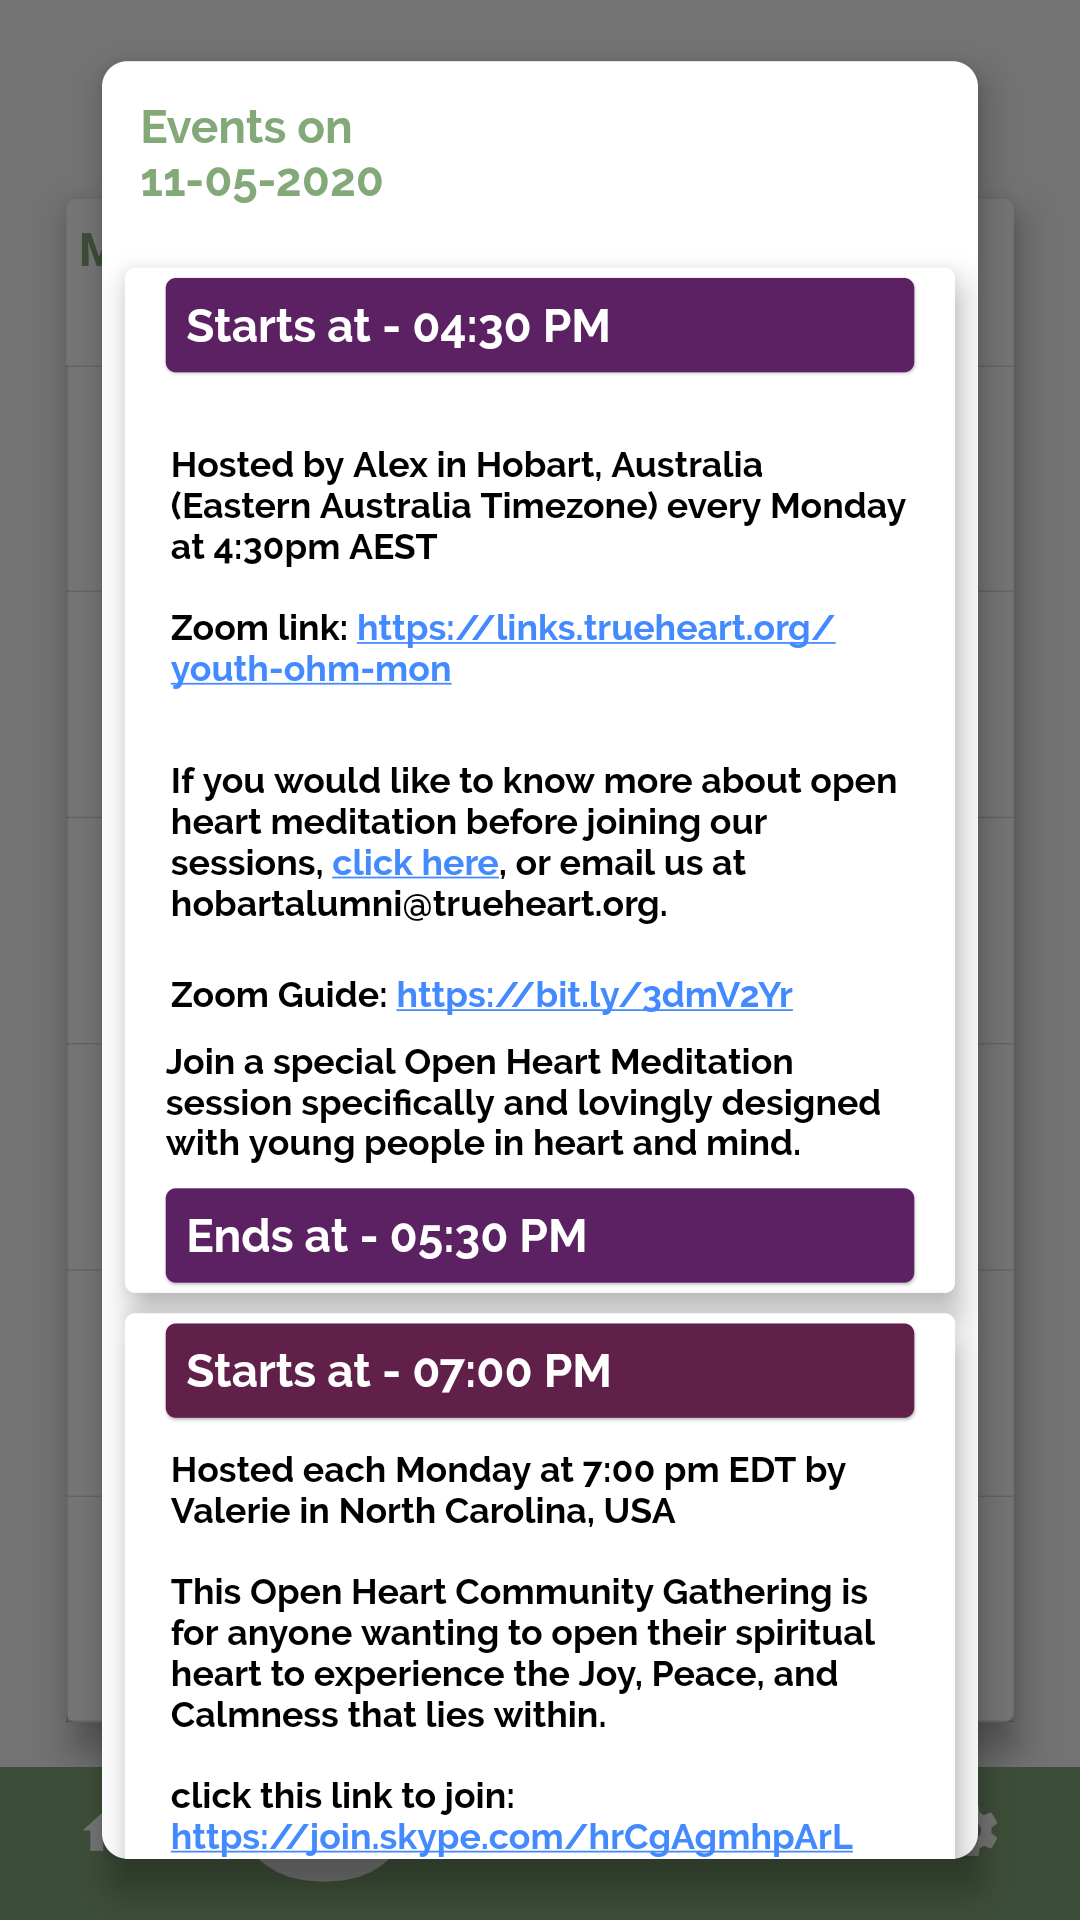 Events on
11-05-2020
M
Starts at - 04:30 PM
Hosted by Alex in Hobart, Australia
(Eastern Australia Timezone) every Monday
at 4:30pm AEST
Zoom link: https://links.trueheart.org/
youth-ohm-mon
If you would like to know more about open
heart meditation before joining our
sessions, click here, or email us at
hobartalumni@trueheart.org.
Zoom Guide: https://bit.ly/3dmV2Yr
Join a special Open Heart Meditation
session specifically and lovingly designed
with young people in heart and mind.
Ends at - 05:30 PM
Starts at - 07:00 PM
Hosted each Monday at 7:00 pm EDT by
Valerie in North Carolina, USA
This Open Heart Community Gathering is
for anyone wanting to open their spiritual
heart to experience the Joy, Peace, and
Calmness that lies within.
click this link to join:
https://join.skype.com/hrCgAgmhpArL